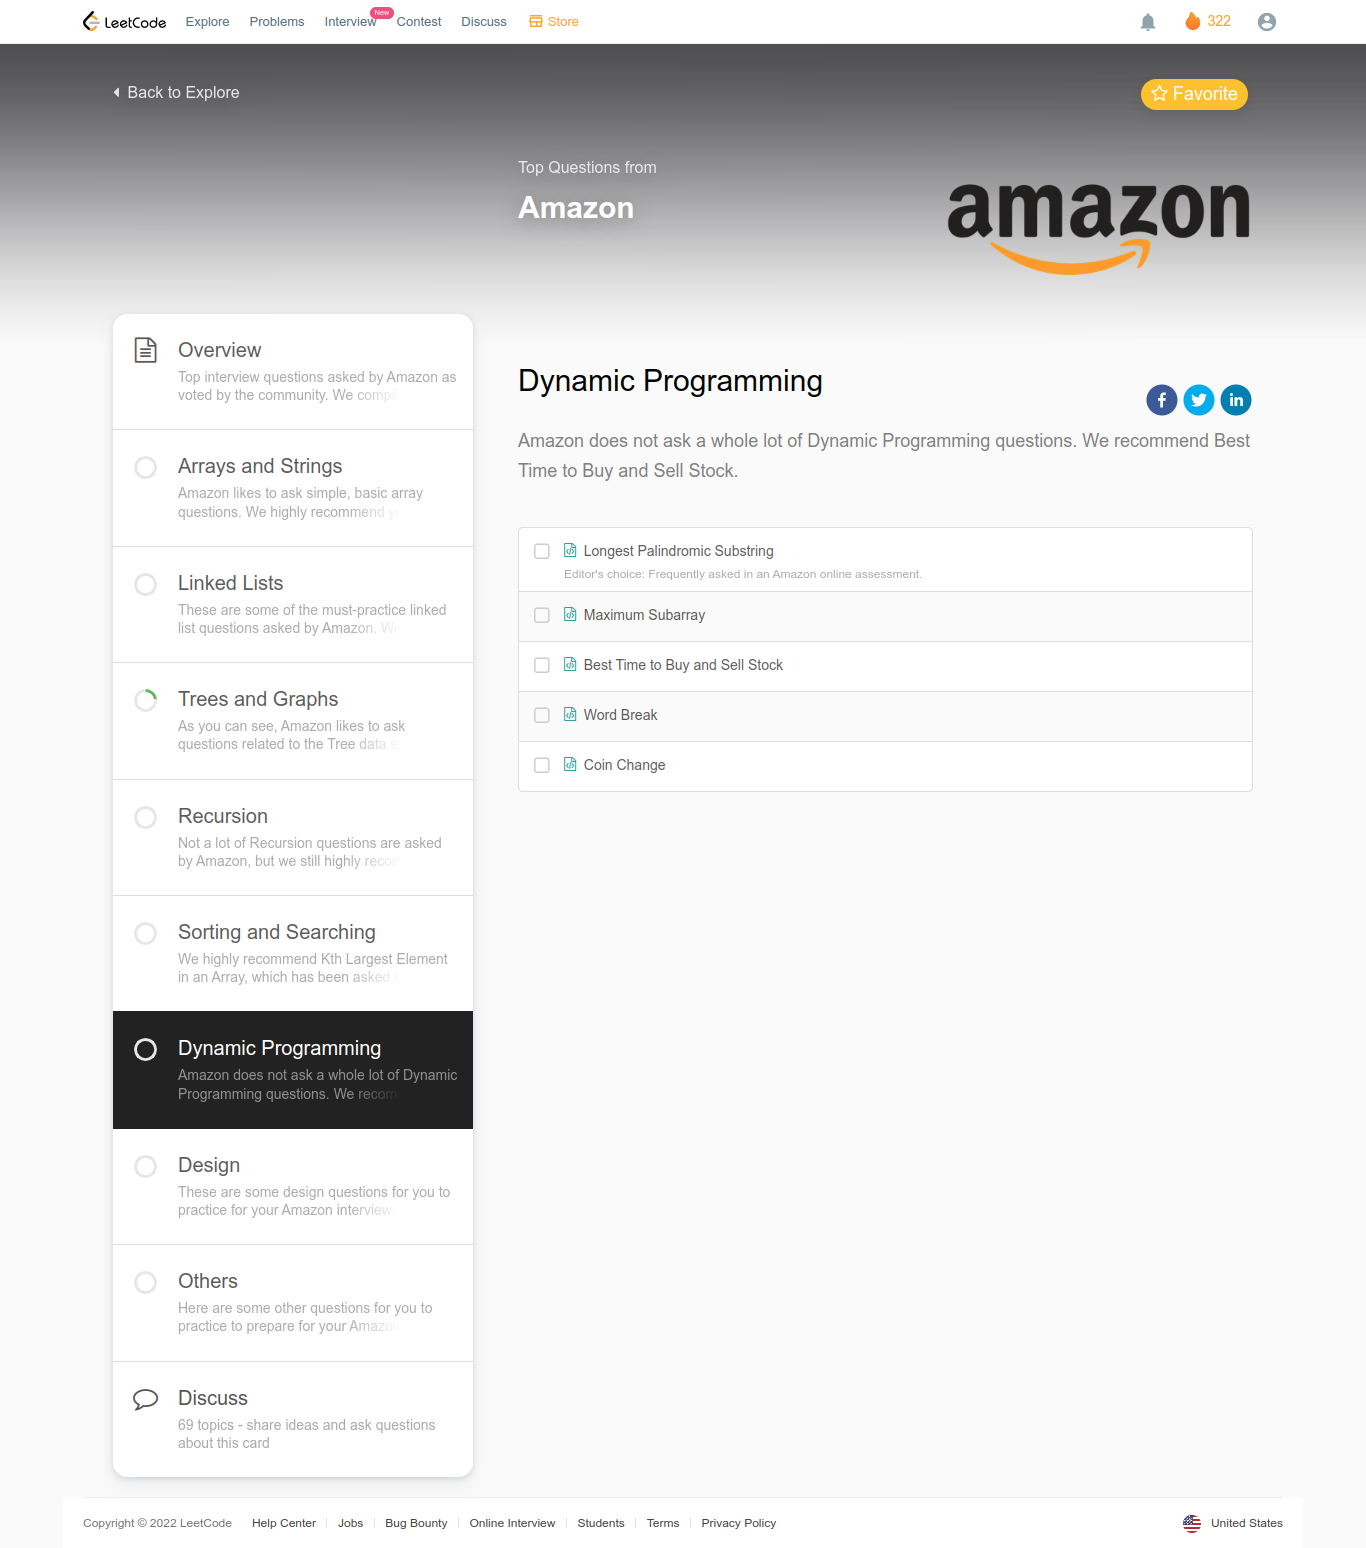 LeetCode
Explore
Problems
Interview
New
Contest
Discuss
Store
322
Back to Explore
Favorite
Top Questions from
Amazon
amazon
Overview
Top interview questions asked by Amazon as
voted by the community. We compi
Arrays and Strings
Amazon likes to ask simple, basic array
questions. We highly recommend y
Linked Lists
These are some of the must-practice linked
list questions asked by Amazon. We
Trees and Graphs
As you can see, Amazon likes to ask
questions related to the Tree data s
Recursion
Not a lot of Recursion questions are asked
by Amazon, but we still highly recom
Sorting and Searching
We highly recommend Kth Largest Element
in an Array, which has been asked
Dynamic Programming
Amazon does not ask a whole lot of Dynamic
Programming questions. We recom
Design
These are some design questions for you to
practice for your Amazon interview.
Others
Here are some other questions for you to
practice to prepare for your Amazon
Discuss
69 topics - share ideas and ask questions
about this card
Dynamic Programming
Amazon does not ask a whole lot of Dynamic Programming questions. We recommend Best
Time to Buy and Sell Stock.
Longest Palindromic Substring
Editor's choice: Frequently asked in an Amazon online assessment.
Maximum Subarray
Best Time to Buy and Sell Stock
Word Break
Coin Change
Copyright © 2022 LeetCode
Help Center
Jobs
Bug Bounty
Online Interview
Students
Terms
Privacy Policy
United States